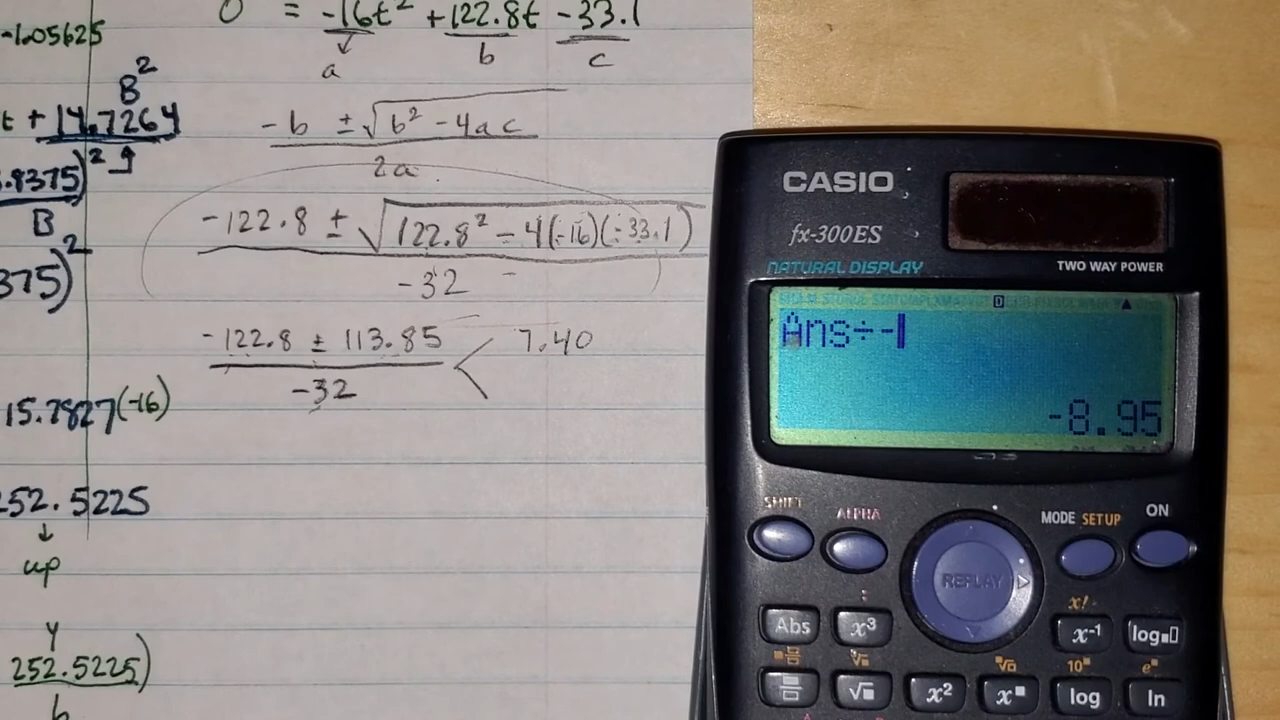 0 = -16t² +122.8t -33.1
a b c
-1.05625
B²
t + 14.7264
5.8375)²
B
375)²
-b ± √b² - 4ac
2a
-122.8 ± √122.8² - 4(-16)(-33.1)
-32
-122.8 ± 113.85
-32
7.40
15.7827(-16)
252.5225
up
y
252.5225)
CASIO
fx-300ES
NATURAL DISPLAY
TWO WAY POWER
D
Ans÷-
-8.95
SHIFT
ALPHA
MODE SETUP
ON
REPLAY
:
x!
Abs
x³
x⁻¹
log
10
e
√
x²
x
log
ln